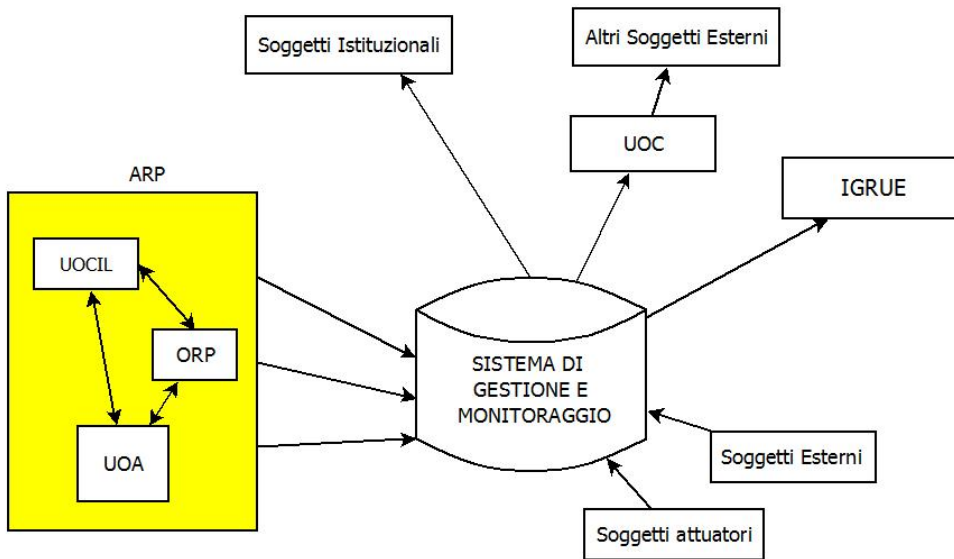 Soggetti Istituzionali
Altri Soggetti Esterni
UOC
IGRUE
ARP
UOCIL
ORP
UOA
SISTEMA DI
GESTIONE E
MONITORAGGIO
Soggetti Esterni
Soggetti attuatori